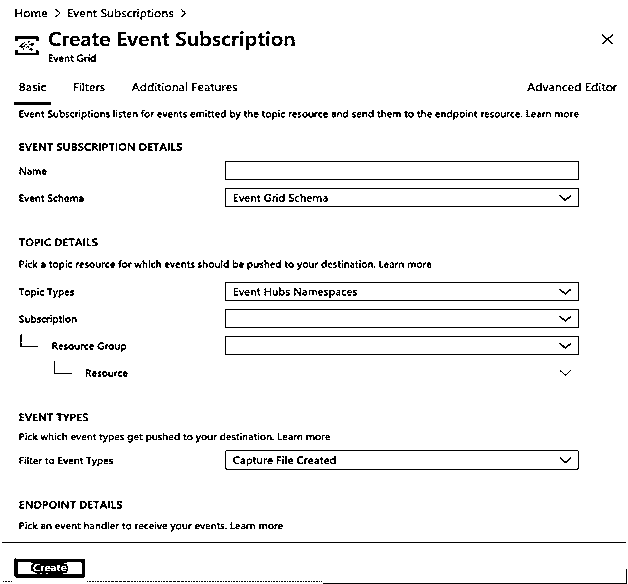 Home > Event Subscriptions >
Create Event Subscription
Event Grid
Basic Filters Additional Features Advanced Editor
Event Subscriptions listen for events emitted by the topic resource and send them to the endpoint resource. Learn more
EVENT SUBSCRIPTION DETAILS
Name
Event Schema Event Grid Schema
TOPIC DETAILS
Pick a topic resource for which events should be pushed to your destination. Learn more
Topic Types Event Hubs Namespaces
Subscription
Resource Group
Resource
EVENT TYPES
Pick which event types get pushed to your destination. Learn more
Filter to Event Types Capture File Created
ENDPOINT DETAILS
Pick an event handler to receive your events. Learn more
Create